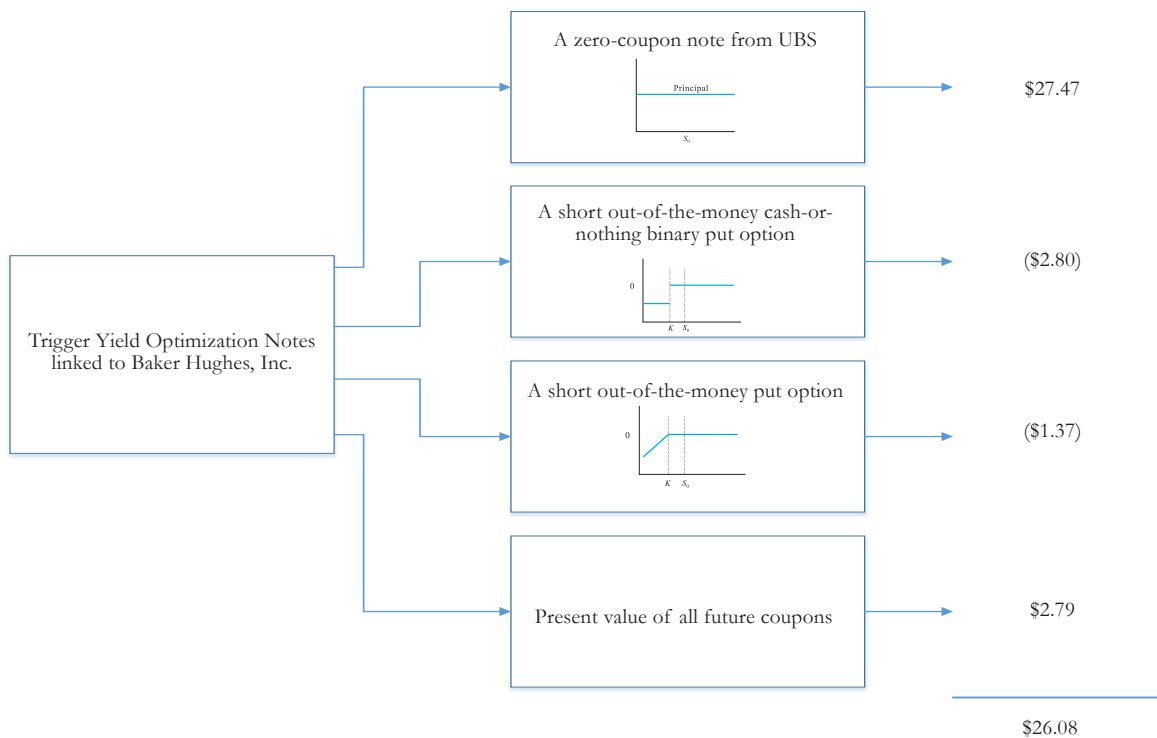 A zero-coupon note from UBS
Principal
S₀
$27.47
A short out-of-the-money cash-or-
nothing binary put option
0
K S₀
($2.80)
Trigger Yield Optimization Notes
linked to Baker Hughes, Inc.
A short out-of-the-money put option
0
K S₀
($1.37)
Present value of all future coupons
$2.79
$26.08